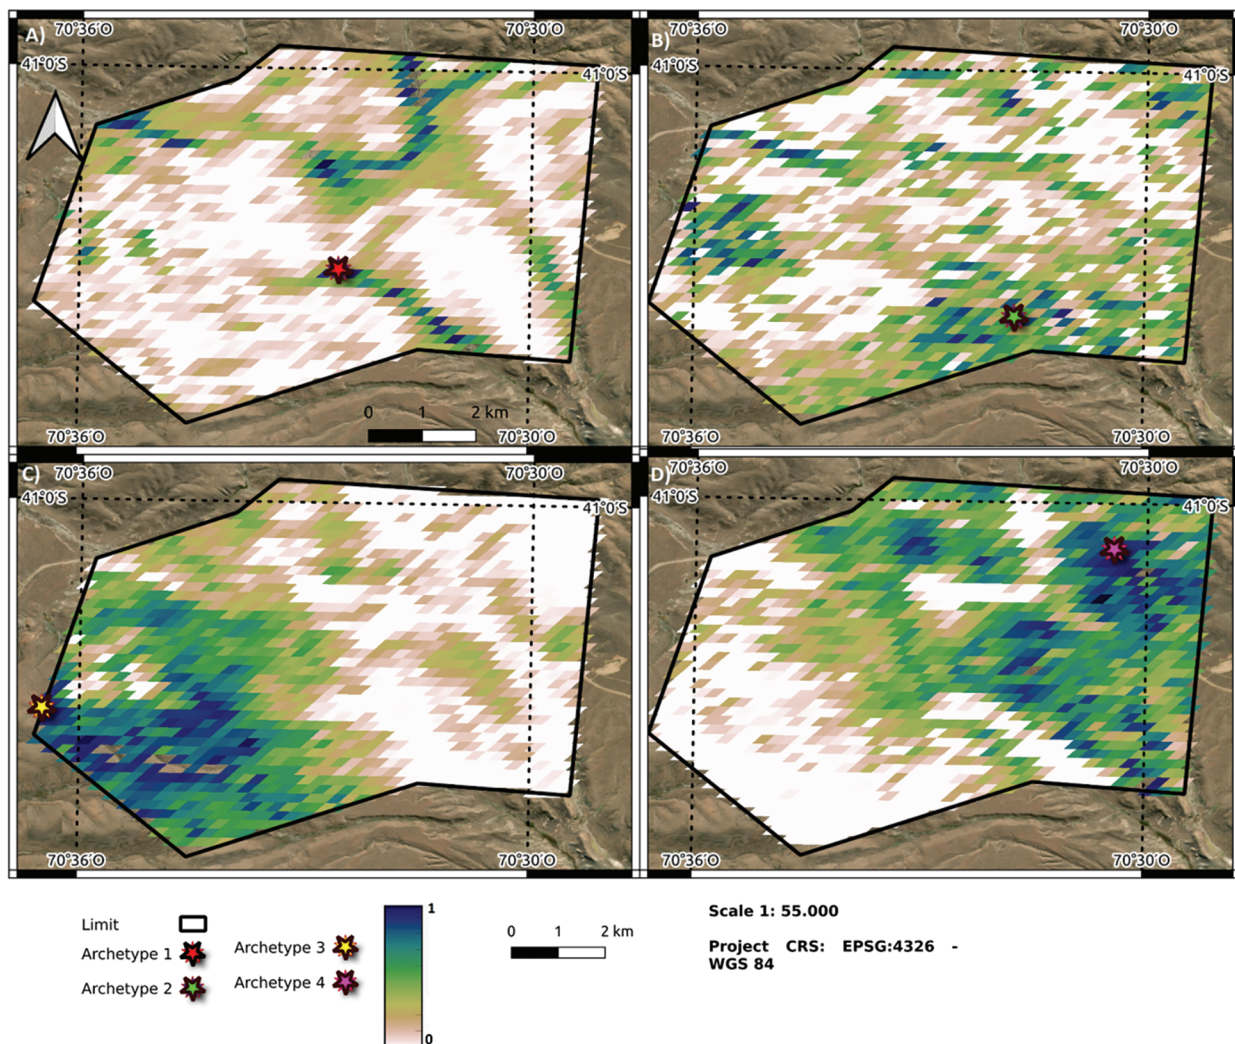 A)
70°36'O
70°30'O
41°0'S
41°0'S
0 1 2 km
70°36'O
70°30'O
B)
70°36'O
70°30'O
41°0'S
41°0'S
70°36'O
70°30'O
C)
70°36'O
70°30'O
41°0'S
41°0'S
70°36'O
70°30'O
D)
70°36'O
70°30'O
41°0'S
41°0'S
70°36'O
70°30'O
Limit
Archetype 1
Archetype 2
Archetype 3
Archetype 4
1
0
0 1 2 km
Scale 1: 55.000
Project CRS: EPSG:4326 -
WGS 84